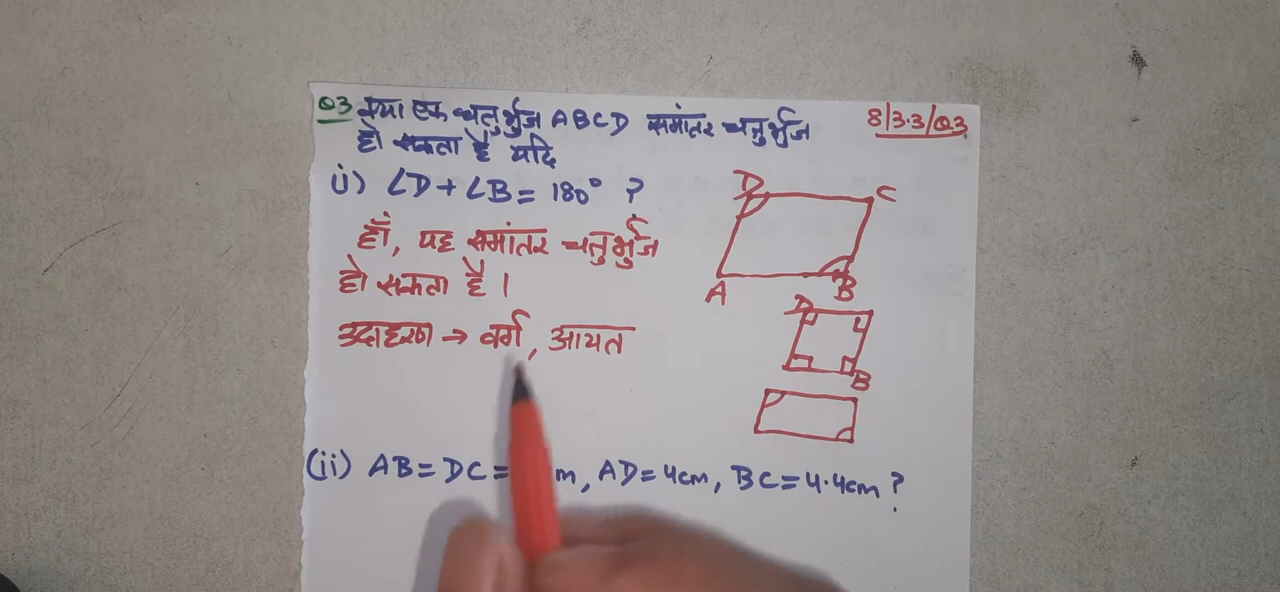 Q3 क्या एक चतुर्भुज ABCD समांतर चतुर्भुज
8/3.3/Q3
हो सकता है यदि
i) ∠D + ∠B = 180° ?
हाँ, यह समांतर चतुर्भुज
हो सकता है ।
उदाहरण → वर्ग, आयत
D C
A B
D
B
(ii) AB = DC = m, AD = 4cm, BC = 4.4cm ?